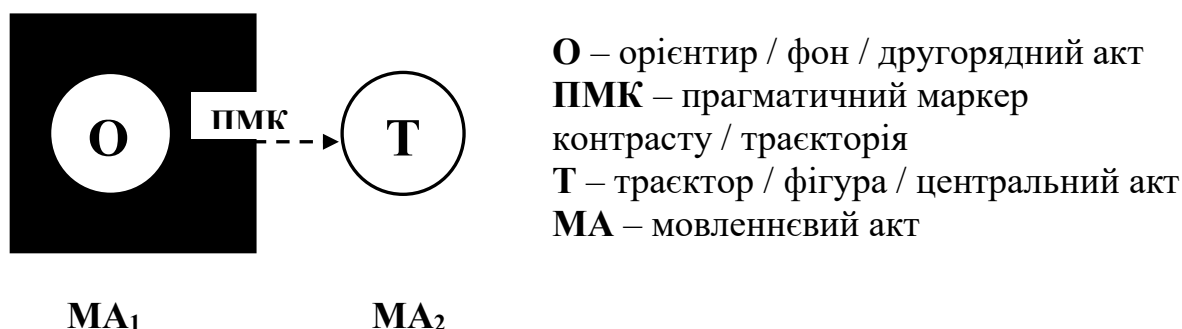 О
ПМК
Т
О – орієнтир / фон / другорядний акт
ПМК – прагматичний маркер
контрасту / траєкторія
Т – траєктор / фігура / центральний акт
МА – мовленнєвий акт
МА₁
МА₂